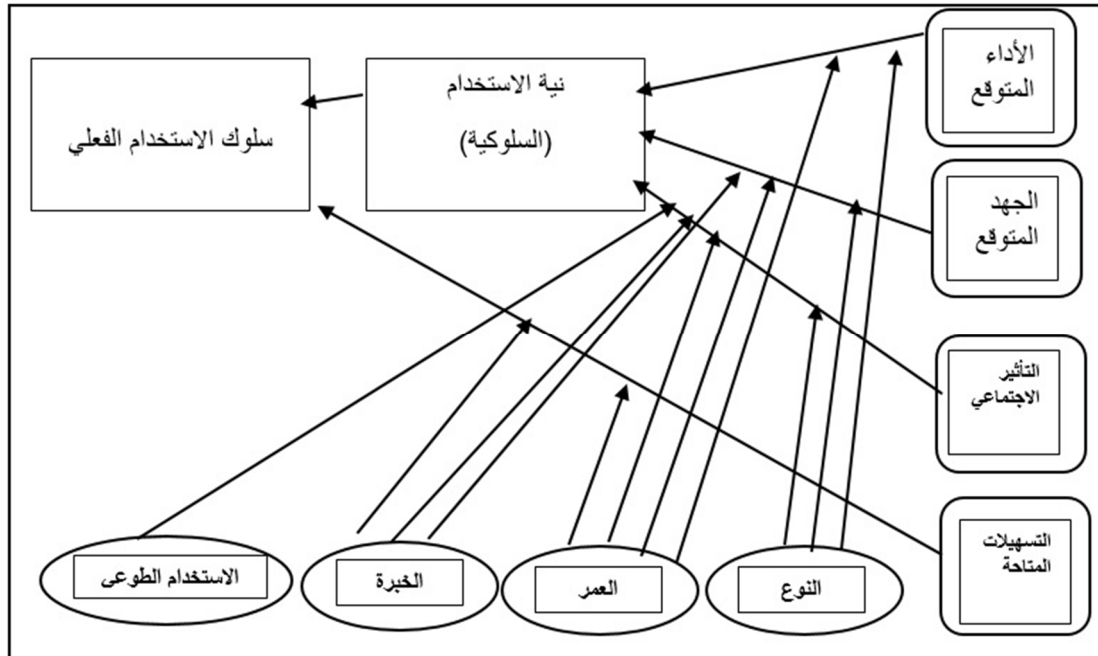 الأداء
المتوقع
نية الاستخدام
(السلوكية)
سلوك الاستخدام الفعلي
الجهد
المتوقع
التأثير
الاجتماعي
التسهيلات
المتاحة
النوع
العمر
الخبرة
الاستخدام الطوعى